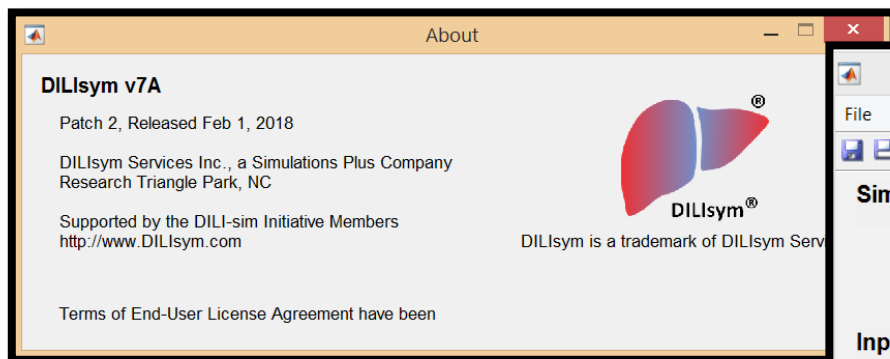 About
DILIsym v7A
Patch 2, Released Feb 1, 2018
DILIsym Services Inc., a Simulations Plus Company
Research Triangle Park, NC
Supported by the DILI-sim Initiative Members
http://www.DILIsym.com
Terms of End-User License Agreement have been
®
DILIsym®
DILIsym is a trademark of DILIsym Serv
File
Sim
Inp